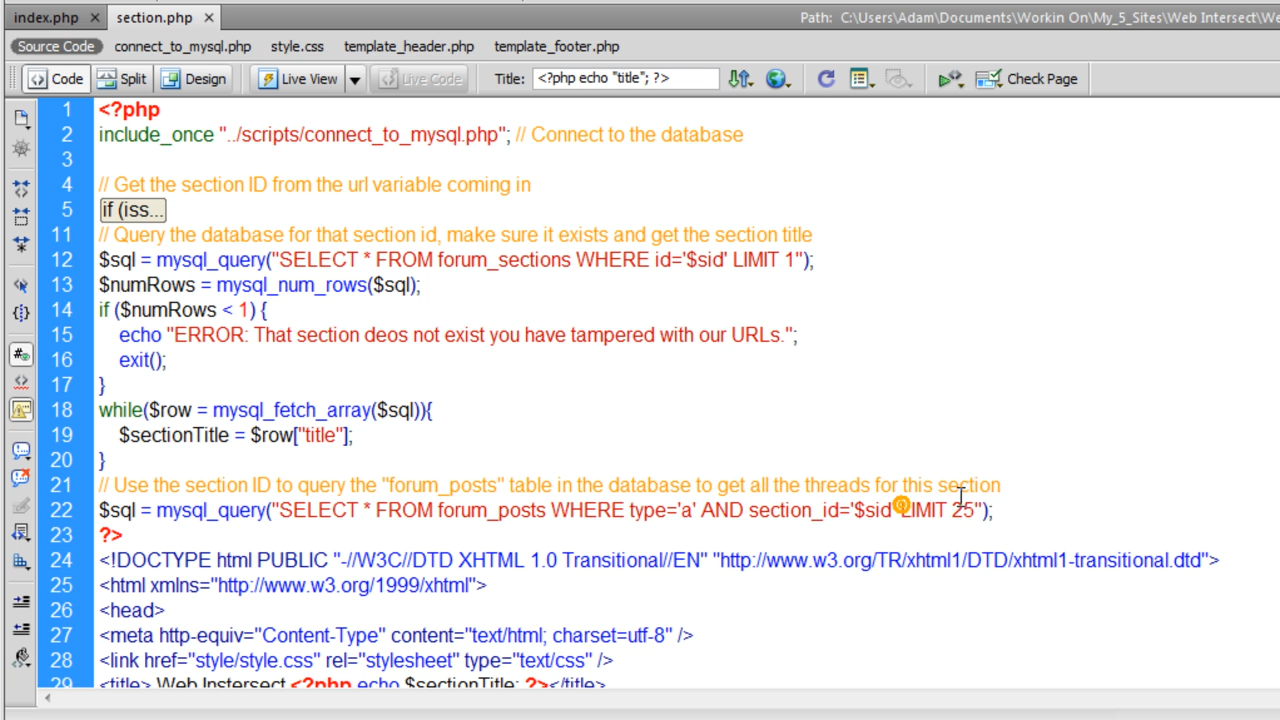 index.php × section.php × Path: C:\Users\Adam\Documents\Workin On\My_5_Sites\Web Intersect\We
Source Code connect_to_mysql.php style.css template_header.php template_footer.php
Code Split Design Live View Live Code Title: <?php echo "title"; ?> Check Page
1 <?php
2 include_once "../scripts/connect_to_mysql.php"; // Connect to the database
3
4 // Get the section ID from the url variable coming in
5 if (iss...
11 // Query the database for that section id, make sure it exists and get the section title
12 $sql = mysql_query("SELECT * FROM forum_sections WHERE id='$sid' LIMIT 1");
13 $numRows = mysql_num_rows($sql);
14 if ($numRows < 1) {
15 echo "ERROR: That section deos not exist you have tampered with our URLs.";
16 exit();
17 }
18 while($row = mysql_fetch_array($sql)){
19 $sectionTitle = $row["title"];
20 }
21 // Use the section ID to query the "forum_posts" table in the database to get all the threads for this section
22 $sql = mysql_query("SELECT * FROM forum_posts WHERE type='a' AND section_id='$sid' LIMIT 25");
23 ?>
24 <!DOCTYPE html PUBLIC "-//W3C//DTD XHTML 1.0 Transitional//EN" "http://www.w3.org/TR/xhtml1/DTD/xhtml1-transitional.dtd">
25 <html xmlns="http://www.w3.org/1999/xhtml">
26 <head>
27 <meta http-equiv="Content-Type" content="text/html; charset=utf-8" />
28 <link href="style/style.css" rel="stylesheet" type="text/css" />
29 <title> Web Instersect <?php echo $sectionTitle; ?></title>